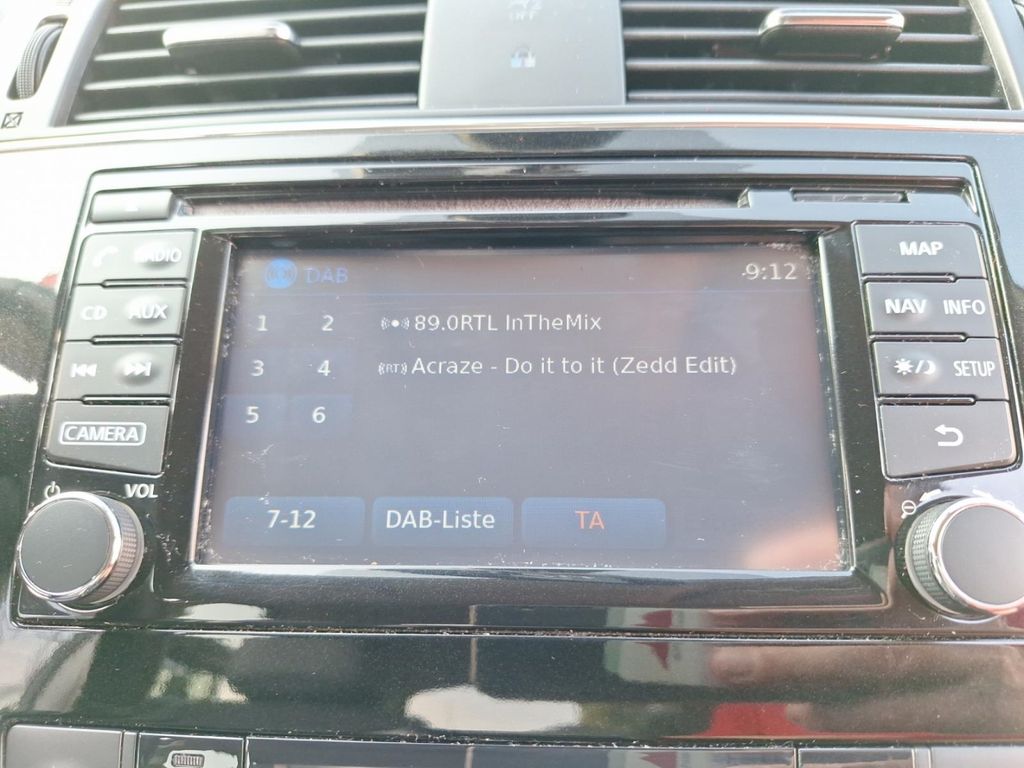 DAB 9:12
RADIO
MAP
1 2 89.0RTL InTheMix
CD AUX
NAV INFO
3 4 (RT) Acraze - Do it to it (Zedd Edit)
SETUP
5 6
CAMERA
VOL
7-12 DAB-Liste TA